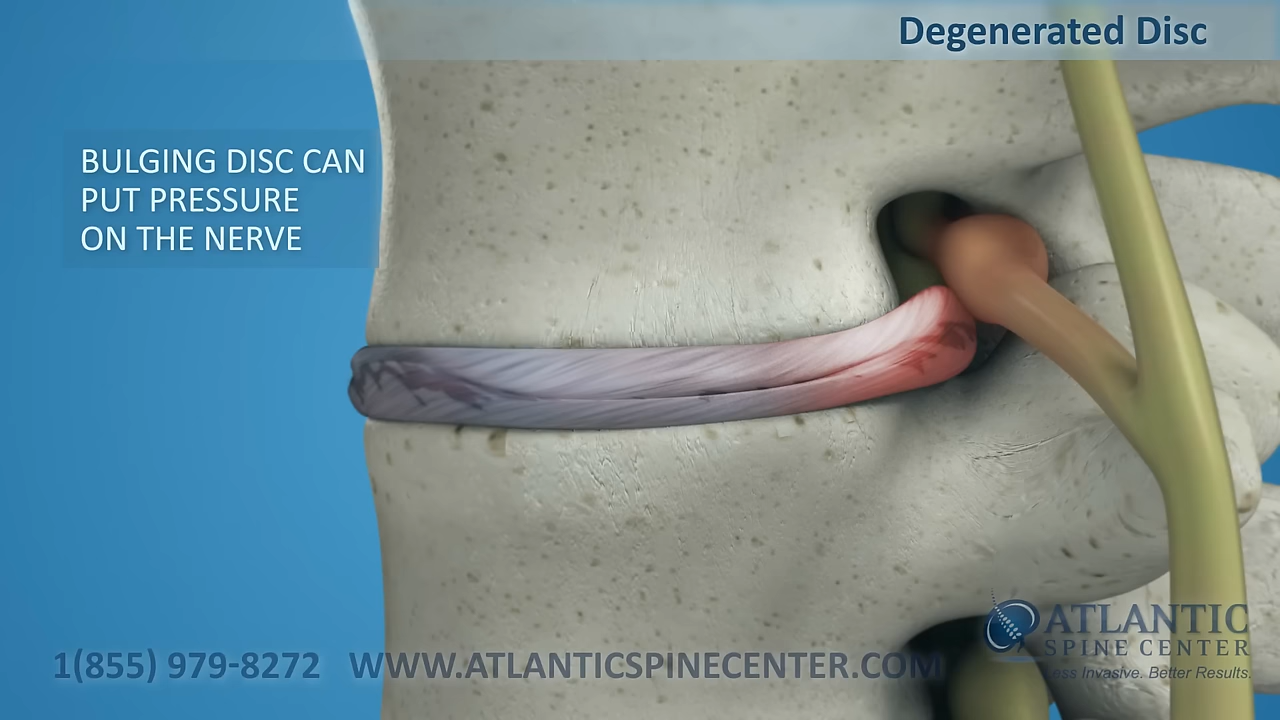 Degenerated Disc
BULGING DISC CAN
PUT PRESSURE
ON THE NERVE
ATLANTIC
SPINE CENTER
Less Invasive. Better Results.
1(855) 979-8272 WWW.ATLANTICSPINECENTER.COM